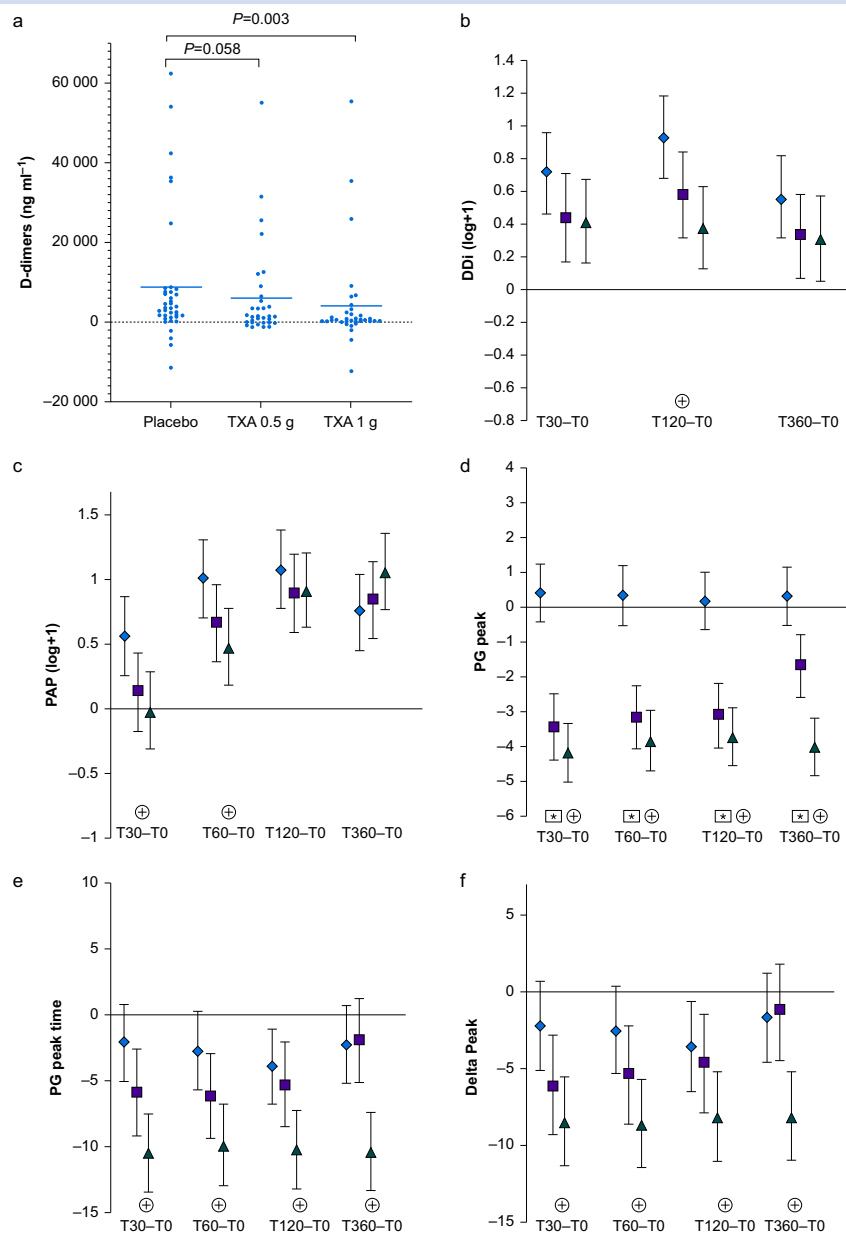 a
P=0.003
P=0.058
60 000
40 000
20 000
0
–20 000
D-dimers (ng ml⁻¹)
Placebo TXA 0.5 g TXA 1 g
b
1.4
1.2
1
0.8
0.6
0.4
0.2
0
–0.2
–0.4
–0.6
–0.8
DDi (log+1)
T30–T0 T120–T0 T360–T0
c
1.5
1
0.5
0
–0.5
–1
PAP (log+1)
T30–T0 T60–T0 T120–T0 T360–T0
d
4
3
2
1
0
–1
–2
–3
–4
–5
–6
PG peak
* * * *
T30–T0 T60–T0 T120–T0 T360–T0
e
10
5
0
–5
–10
–15
PG peak time
T30–T0 T60–T0 T120–T0 T360–T0
f
5
0
–5
–10
–15
Delta Peak
T30–T0 T60–T0 T120–T0 T360–T0